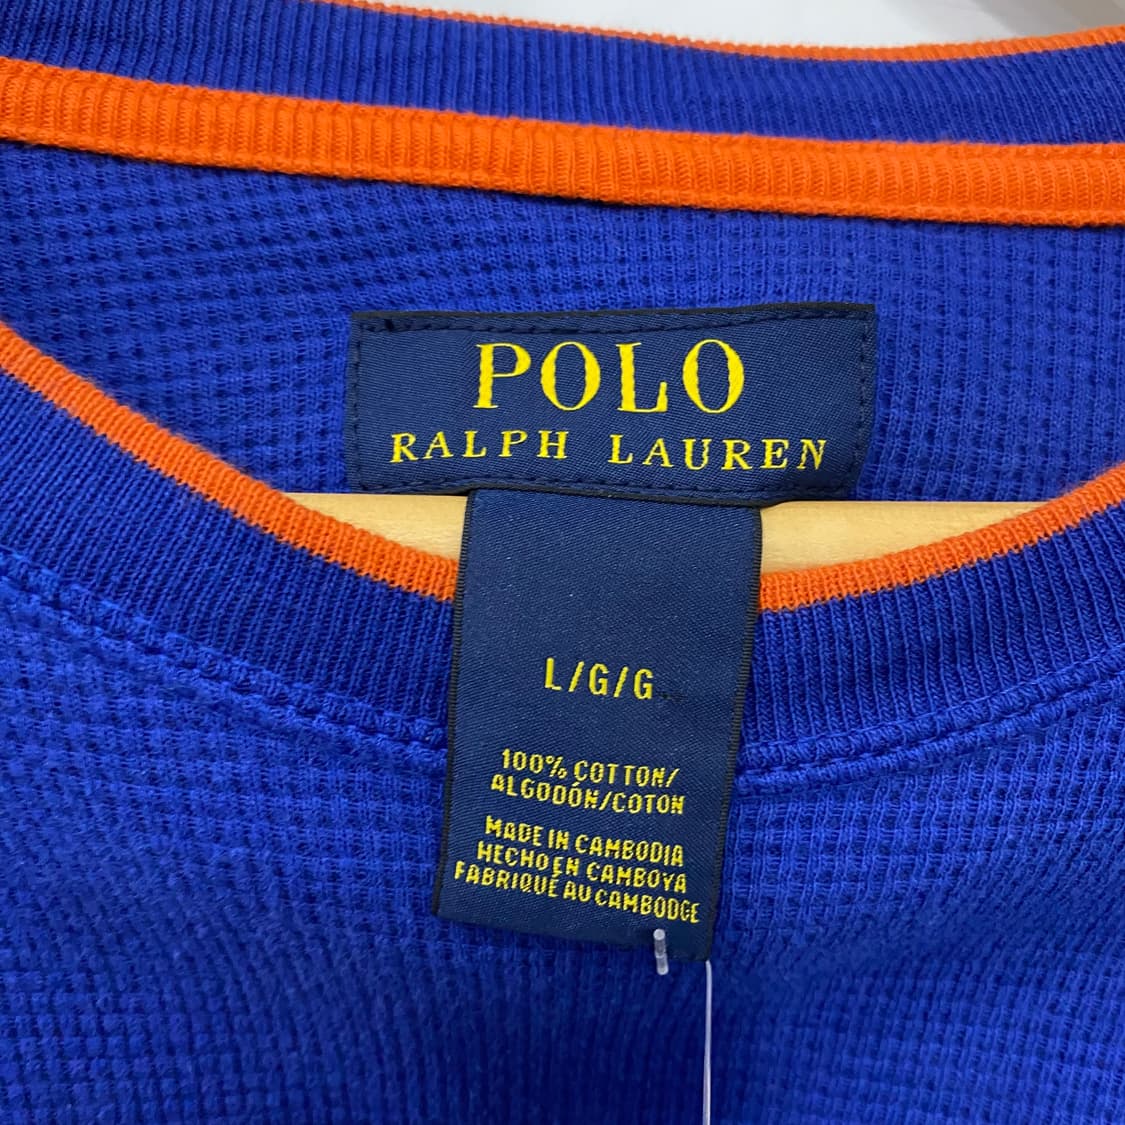 POLO
RALPH LAUREN
L/G/G
100% COTTON/
ALGODÓN/COTON
MADE IN CAMBODIA
HECHO EN CAMBOYA
FABRIQUÉ AU CAMBODGE